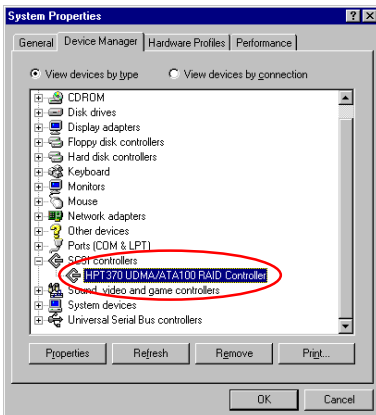 System Properties
General Device Manager Hardware Profiles Performance
View devices by type View devices by connection
CDROM
Disk drives
Display adapters
Floppy disk controllers
Hard disk controllers
Keyboard
Monitors
Mouse
Network adapters
Other devices
Ports (COM & LPT)
SCSI controllers
HPT370 UDMA/ATA100 RAID Controller
Sound, video and game controllers
System devices
Universal Serial Bus controllers
Properties Refresh Remove Print...
OK Cancel